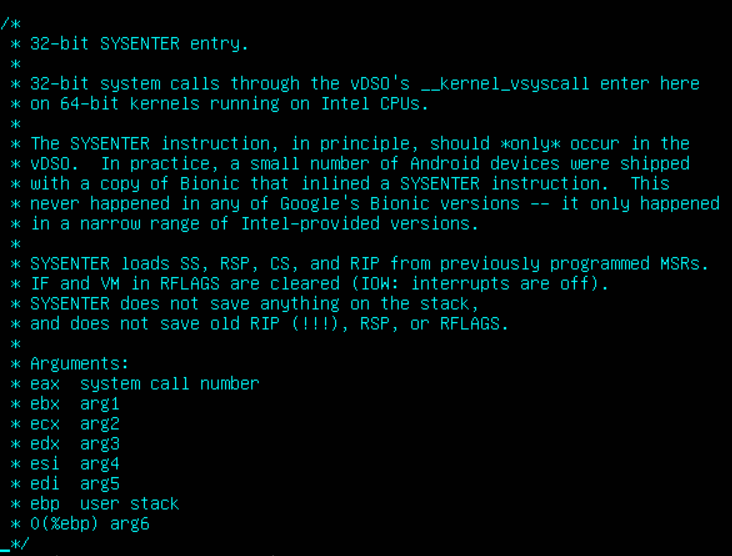 /*
 * 32-bit SYSENTER entry.
 *
 * 32-bit system calls through the vDSO's __kernel_vsyscall enter here
 * on 64-bit kernels running on Intel CPUs.
 *
 * The SYSENTER instruction, in principle, should *only* occur in the
 * vDSO.  In practice, a small number of Android devices were shipped
 * with a copy of Bionic that inlined a SYSENTER instruction.  This
 * never happened in any of Google's Bionic versions -- it only happened
 * in a narrow range of Intel-provided versions.
 *
 * SYSENTER loads SS, RSP, CS, and RIP from previously programmed MSRs.
 * IF and VM in RFLAGS are cleared (IOW: interrupts are off).
 * SYSENTER does not save anything on the stack,
 * and does not save old RIP (!!!), RSP, or RFLAGS.
 *
 * Arguments:
 * eax  system call number
 * ebx  arg1
 * ecx  arg2
 * edx  arg3
 * esi  arg4
 * edi  arg5
 * ebp  user stack
 * 0(%ebp) arg6
 */